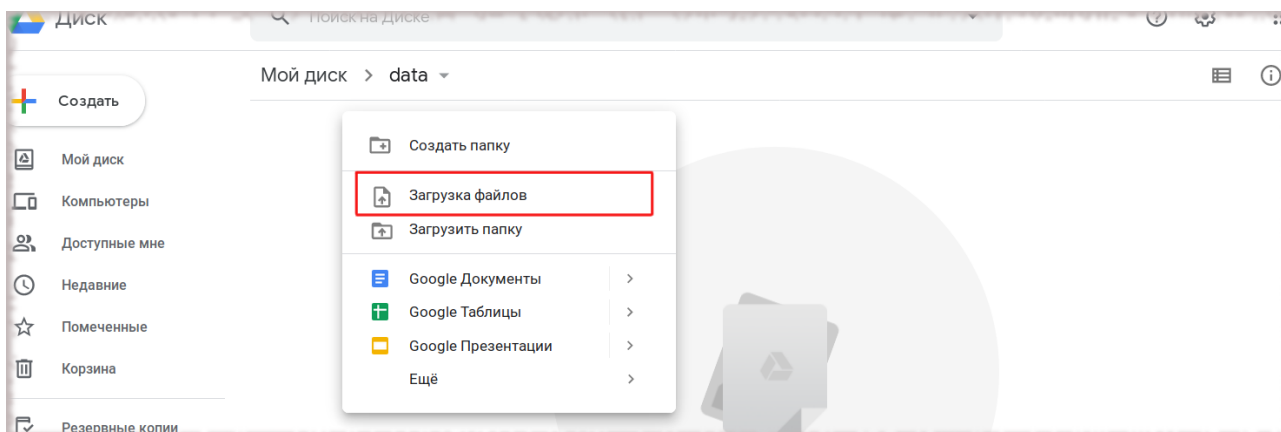 Диск
Поиск на Диске
Мой диск > data
Создать
Мой диск
Компьютеры
Доступные мне
Недавние
Помеченные
Корзина
Резервные копии
Создать папку
Загрузка файлов
Загрузить папку
Google Документы
Google Таблицы
Google Презентации
Ещё